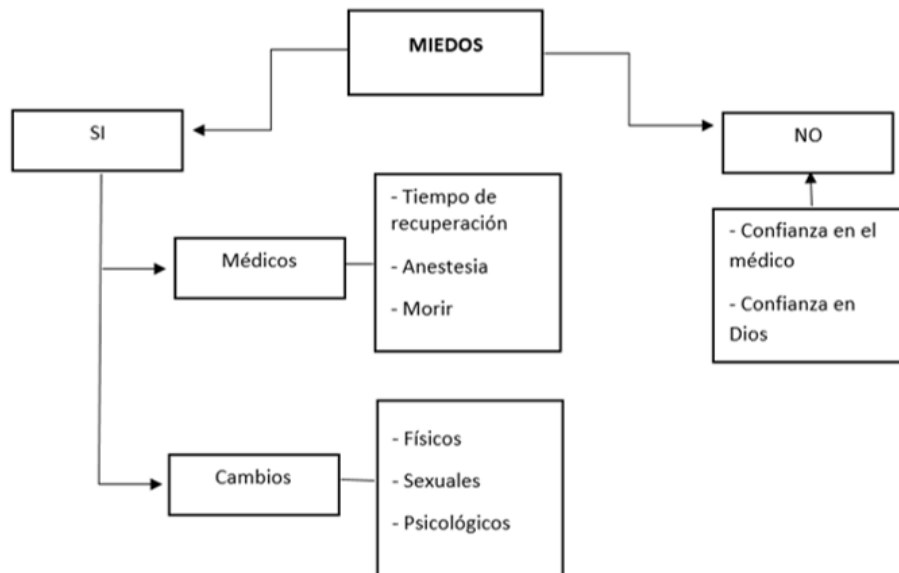 MIEDOS
SI
NO
- Tiempo de
recuperación
- Anestesia
- Morir
Médicos
- Confianza en el
médico
- Confianza en
Dios
- Físicos
- Sexuales
- Psicológicos
Cambios